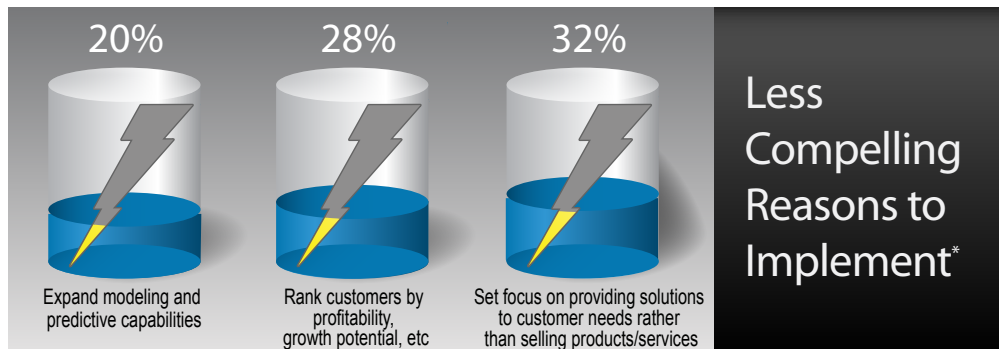 20%
28%
32%
Expand modeling and
predictive capabilities
Rank customers by
profitability,
growth potential, etc
Set focus on providing solutions
to customer needs rather
than selling products/services
Less
Compelling
Reasons to
Implement*